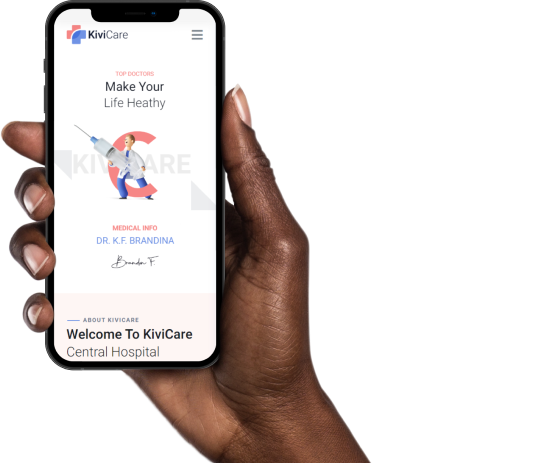 KiviCare
TOP DOCTORS
Make Your
Life Heathy
KIVICARE
MEDICAL INFO
DR. K.F. BRANDINA
Brandon F.
ABOUT KIVICARE
Welcome To KiviCare
Central Hospital